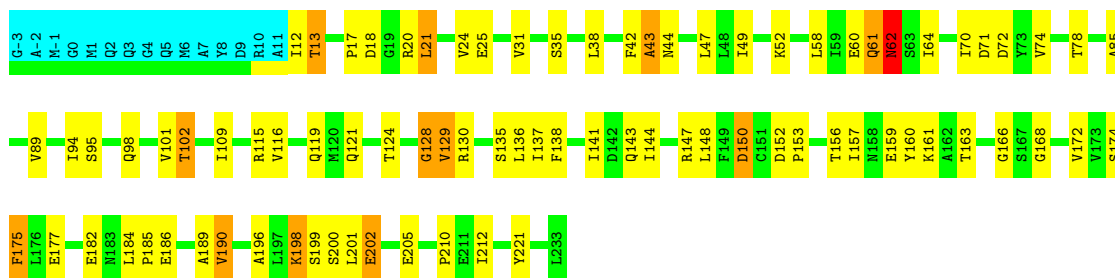 G-3 A-2 M-1 G0 M1 Q2 Q3 G4 Q5 M6 A7 Y8 D9 R10 A11 I12 T13 P17 D18 G19 R20 L21 V24 E25 V31 S35 L38 F42 A43 N44 L47 L48 I49 K52 L58 I59 E60 Q61 N62 S63 I64 I70 D71 D72 Y73 V74 T78 A85
V89 I94 S95 Q98 V101 T102 I109 R115 V116 Q119 M120 Q121 T124 G128 V129 R130 S135 L136 I137 F138 I141 D142 Q143 I144 R147 L148 F149 D150 C151 D152 P153 T156 I157 N158 E159 Y160 K161 A162 T163 G166 S167 G168 V172 V173 S174
F175 L176 E177 E182 N183 L184 P185 E186 A189 V190 A196 L197 K198 S199 S200 L201 E202 E205 P210 E211 I212 Y221 L233